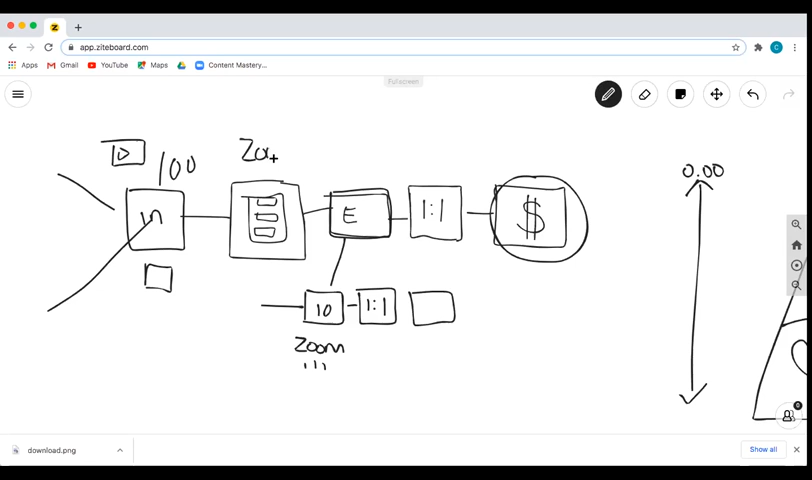 app.ziteboard.com
Apps Gmail YouTube Maps Content Mastery...
Fullscreen
100
0.00
in
E
1:1
$
10
1:1
Zoom
download.png
Show all